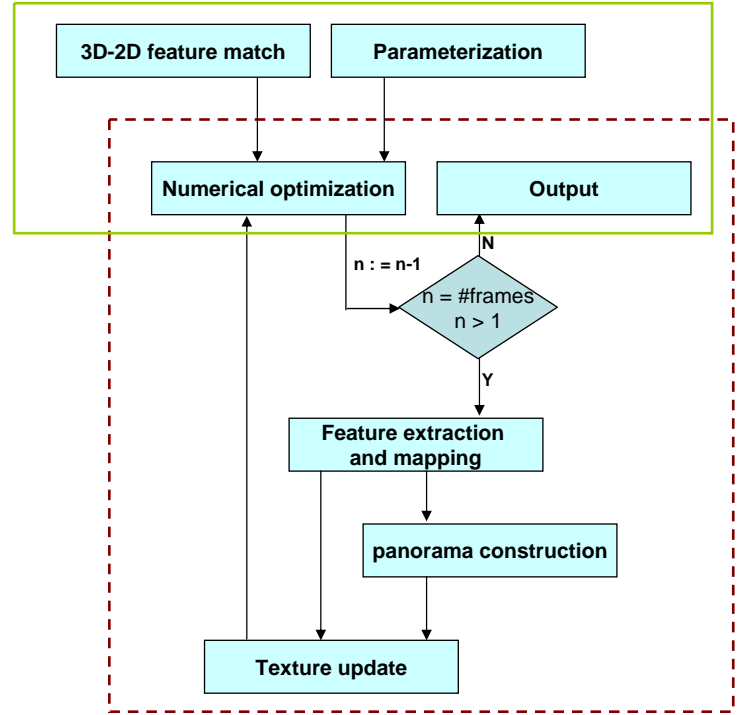 3D-2D feature match
Parameterization
Numerical optimization
Output
N
n : = n-1
n = #frames
n > 1
Y
Feature extraction
and mapping
panorama construction
Texture update